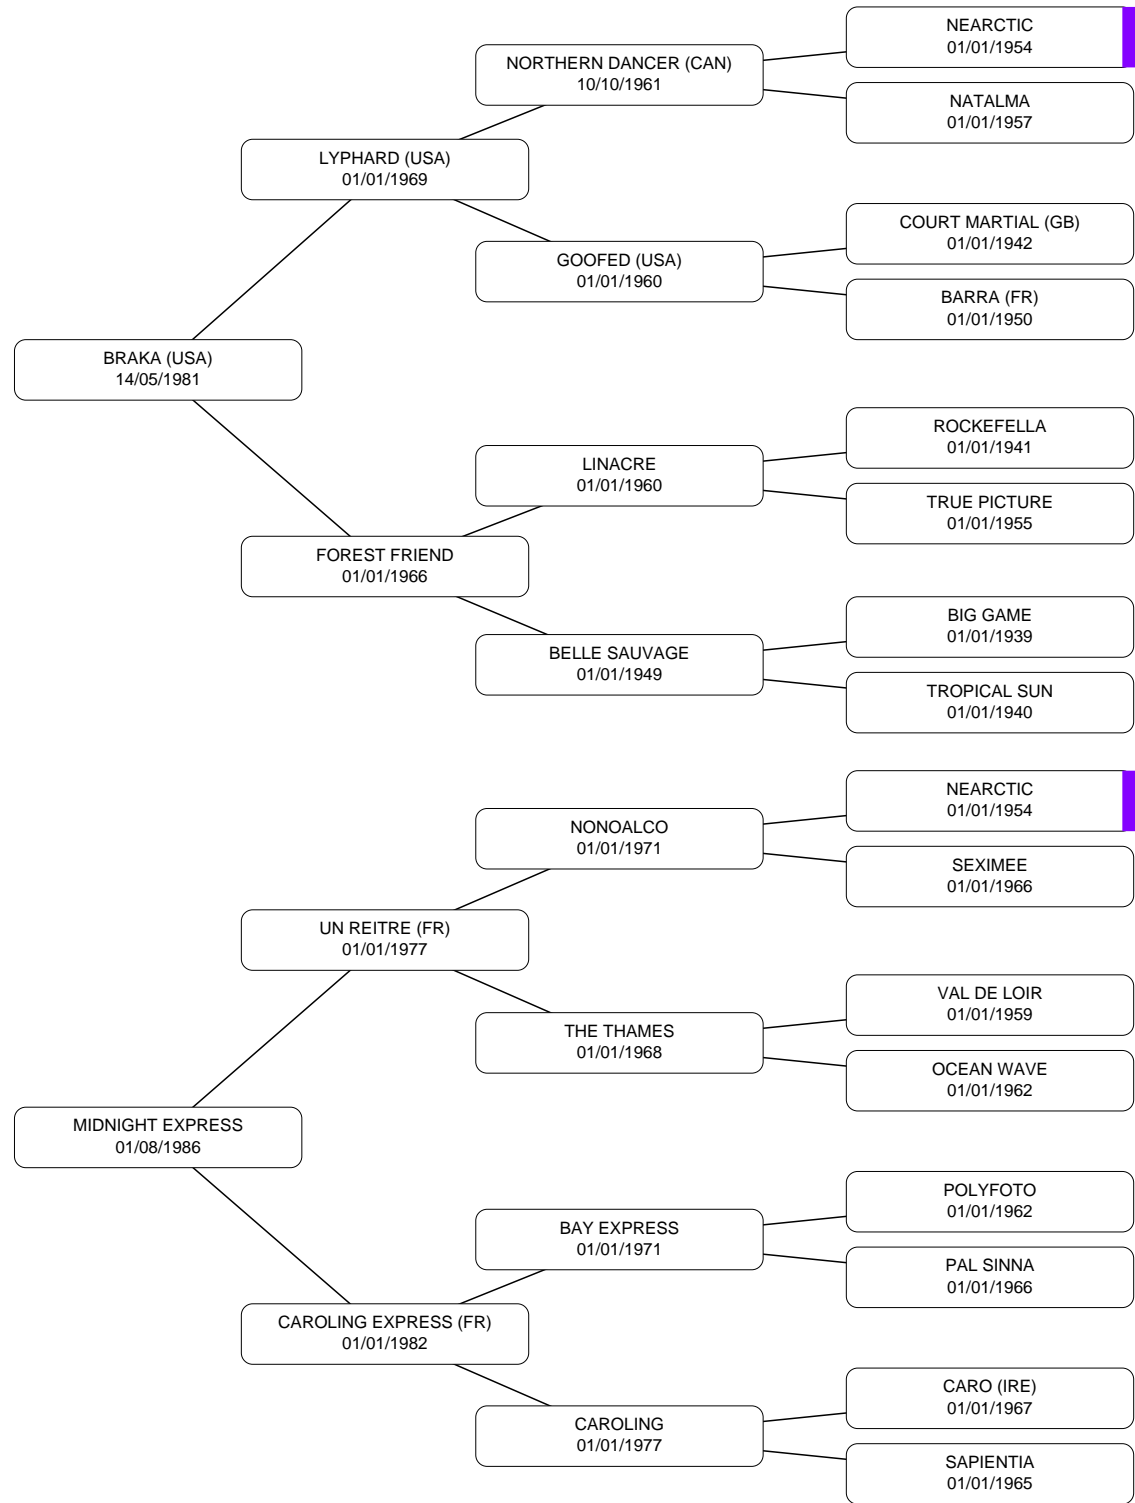 NEARCTIC
01/01/1954
NORTHERN DANCER (CAN)
10/10/1961
NATALMA
01/01/1957
LYPHARD (USA)
01/01/1969
COURT MARTIAL (GB)
01/01/1942
GOOFED (USA)
01/01/1960
BARRA (FR)
01/01/1950
BRAKA (USA)
14/05/1981
ROCKEFELLA
01/01/1941
LINACRE
01/01/1960
TRUE PICTURE
01/01/1955
FOREST FRIEND
01/01/1966
BIG GAME
01/01/1939
BELLE SAUVAGE
01/01/1949
TROPICAL SUN
01/01/1940
NEARCTIC
01/01/1954
NONOALCO
01/01/1971
SEXIMEE
01/01/1966
UN REITRE (FR)
01/01/1977
VAL DE LOIR
01/01/1959
THE THAMES
01/01/1968
OCEAN WAVE
01/01/1962
MIDNIGHT EXPRESS
01/08/1986
POLYFOTO
01/01/1962
BAY EXPRESS
01/01/1971
PAL SINNA
01/01/1966
CAROLING EXPRESS (FR)
01/01/1982
CARO (IRE)
01/01/1967
CAROLING
01/01/1977
SAPIENTIA
01/01/1965